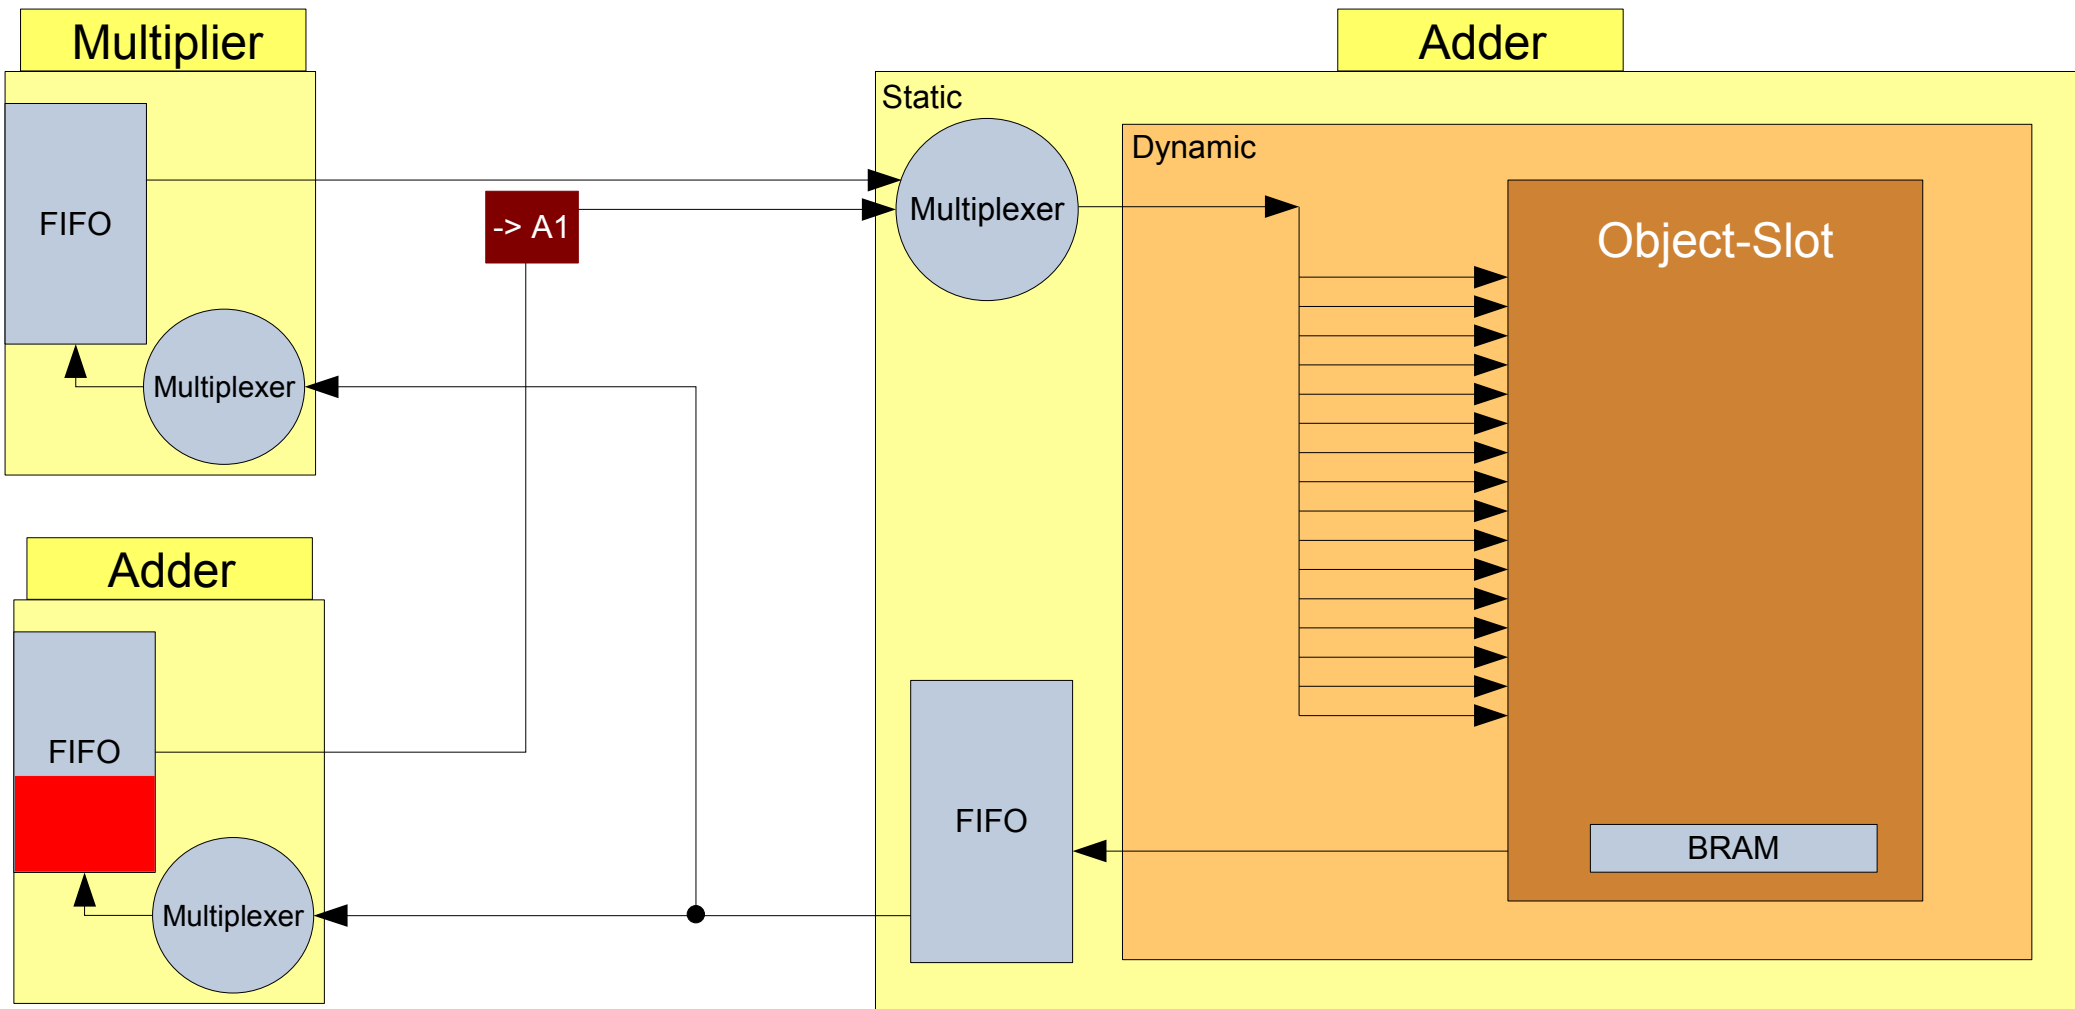 Multiplier
FIFO
Multiplexer
Adder
FIFO
Multiplexer
-> A1
Adder
Static
Multiplexer
Dynamic
Object-Slot
FIFO
BRAM